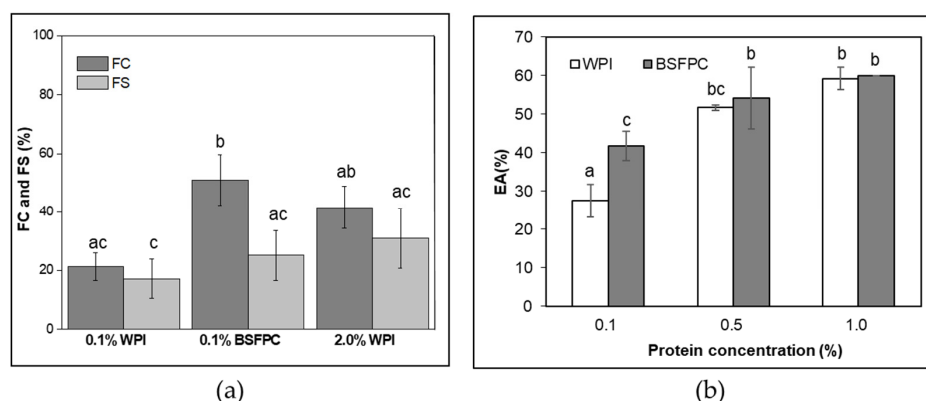 100
80
60
40
20
0
FC and FS (%)
FC
FS
ac
c
b
ac
ab
ac
0.1% WPI
0.1% BSFPC
2.0% WPI
(a)
70
60
50
40
30
20
10
0
EA(%)
WPI
BSFPC
a
c
bc
b
b
b
0.1
0.5
1.0
Protein concentration (%)
(b)